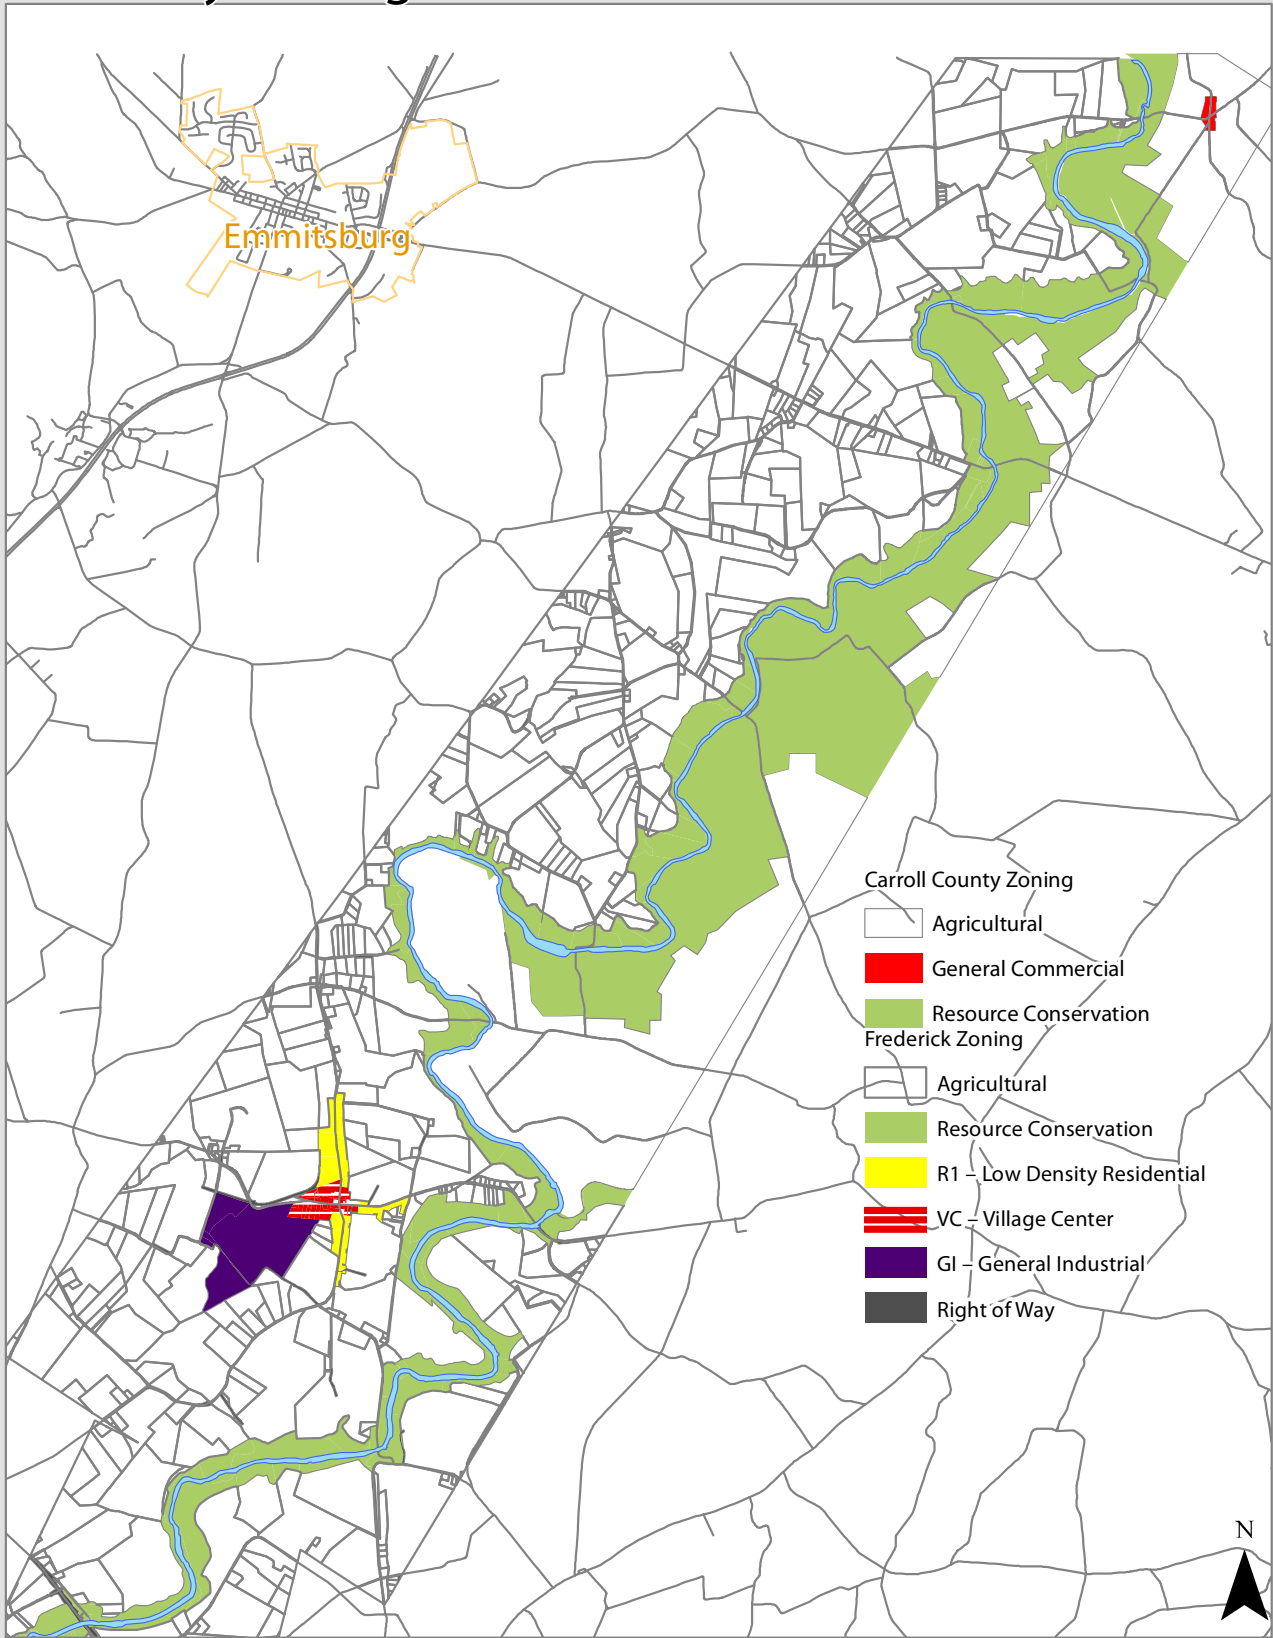 Emmitsburg
Carroll County Zoning
Agricultural
General Commercial
Resource Conservation
Frederick Zoning
Agricultural
Resource Conservation
R1 – Low Density Residential
VC – Village Center
GI – General Industrial
Right of Way
N